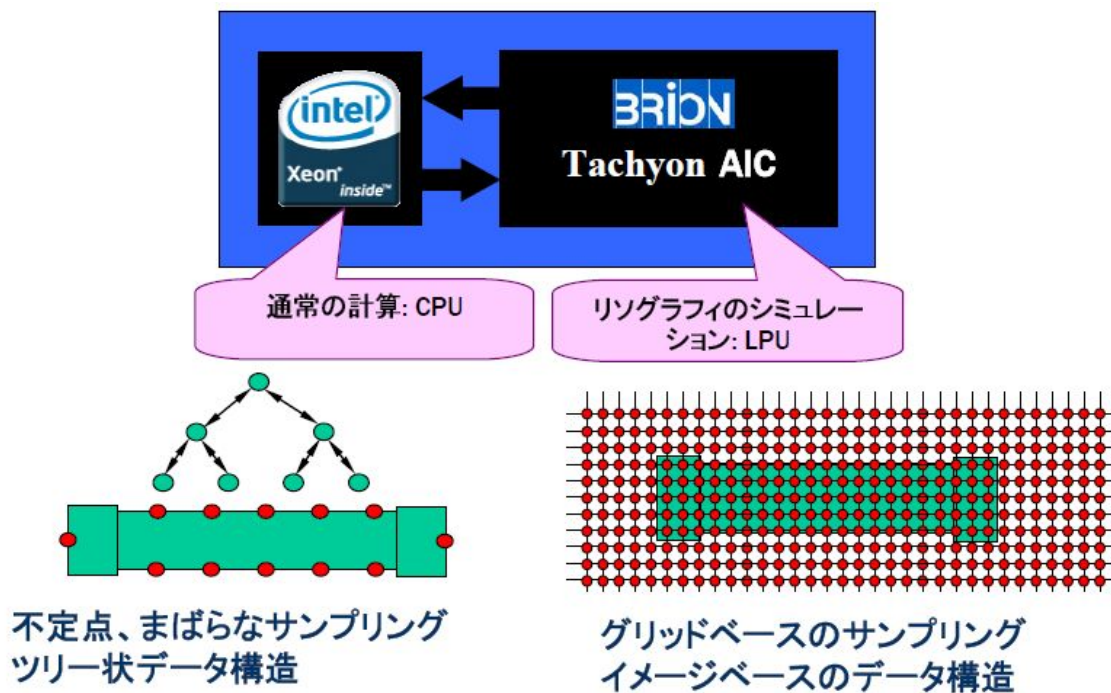 intel
Xeon®
inside™
BRION
Tachyon AIC
通常の計算: CPU
リソグラフィのシミュレー
ション: LPU
不定点、まばらなサンプリング
ツリー状データ構造
グリッドベースのサンプリング
イメージベースのデータ構造